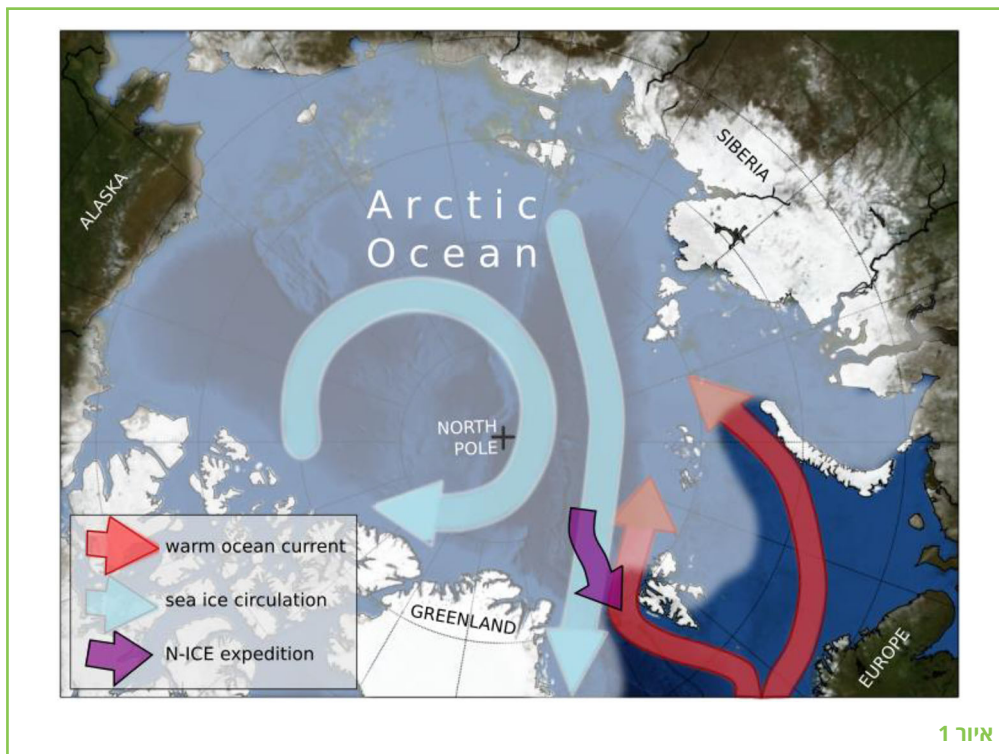 ALASKA
SIBERIA
Arctic
Ocean
NORTH
POLE
GREENLAND
EUROPE
warm ocean current
sea ice circulation
N-ICE expedition
איור 1